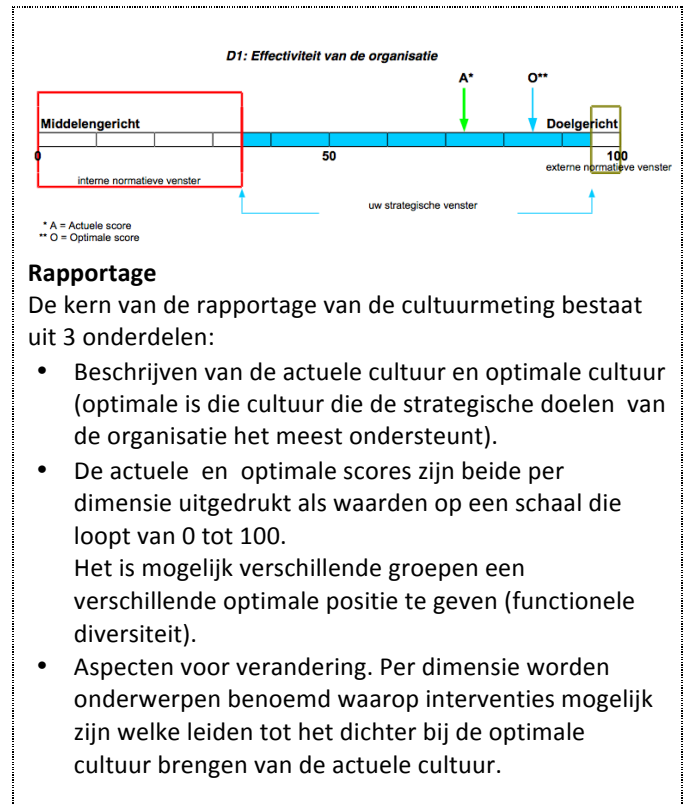 D1: Effectiviteit van de organisatie
A* O**
Middelengericht Doelgericht
0 50 100
interne normatieve venster externe normatieve venster
uw strategische venster
* A = Actuele score
** O = Optimale score
Rapportage
De kern van de rapportage van de cultuurmeting bestaat
uit 3 onderdelen:
• Beschrijven van de actuele cultuur en optimale cultuur
(optimale is die cultuur die de strategische doelen van
de organisatie het meest ondersteunt).
• De actuele en optimale scores zijn beide per
dimensie uitgedrukt als waarden op een schaal die
loopt van 0 tot 100.
Het is mogelijk verschillende groepen een
verschillende optimale positie te geven (functionele
diversiteit).
• Aspecten voor verandering. Per dimensie worden
onderwerpen benoemd waarop interventies mogelijk
zijn welke leiden tot het dichter bij de optimale
cultuur brengen van de actuele cultuur.